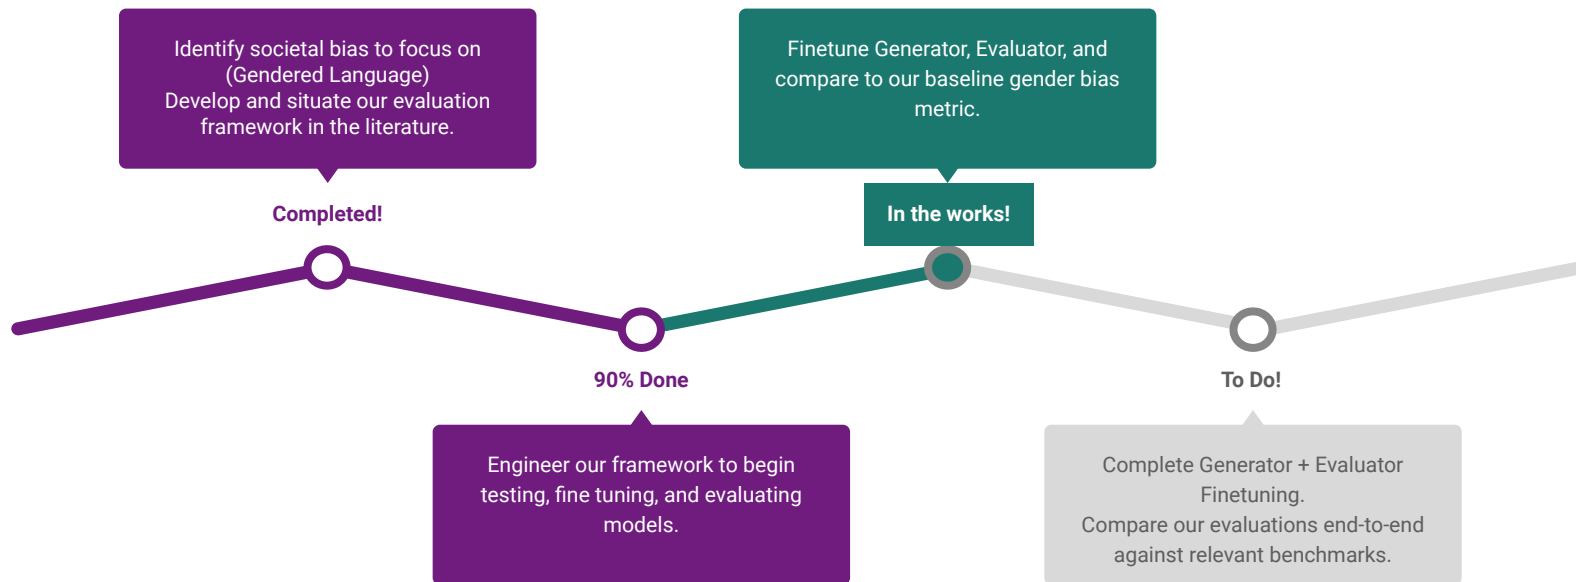 Identify societal bias to focus on
(Gendered Language)
Develop and situate our evaluation
framework in the literature.
Completed!
90% Done
Engineer our framework to begin
testing, fine tuning, and evaluating
models.
Finetune Generator, Evaluator, and
compare to our baseline gender bias
metric.
In the works!
To Do!
Complete Generator + Evaluator
Finetuning.
Compare our evaluations end-to-end
against relevant benchmarks.